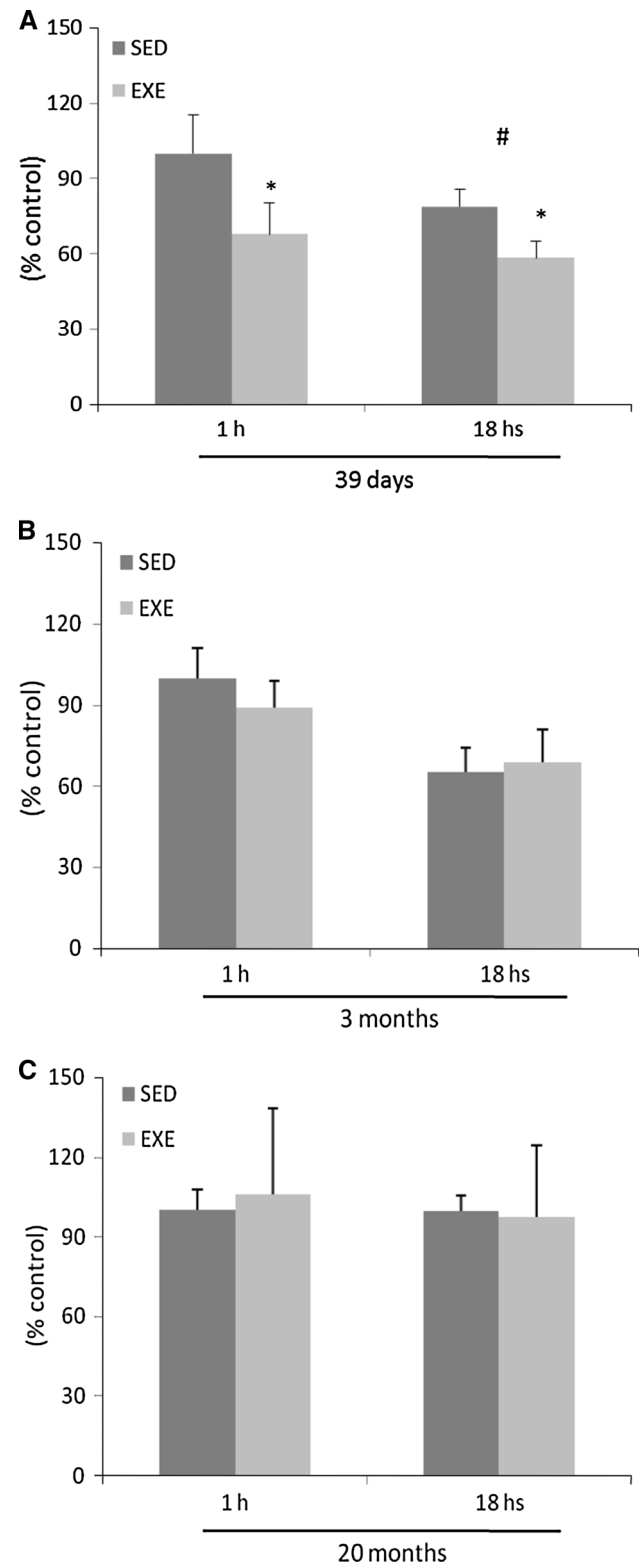 A
150
SED
120
EXE
#
*
90
*
(% control)
60
30
0
1 h
18 hs
39 days
B
150
SED
120
EXE
90
(% control)
60
30
0
1 h
18 hs
3 months
C
150
SED
120
EXE
90
(% control)
60
30
0
1 h
18 hs
20 months